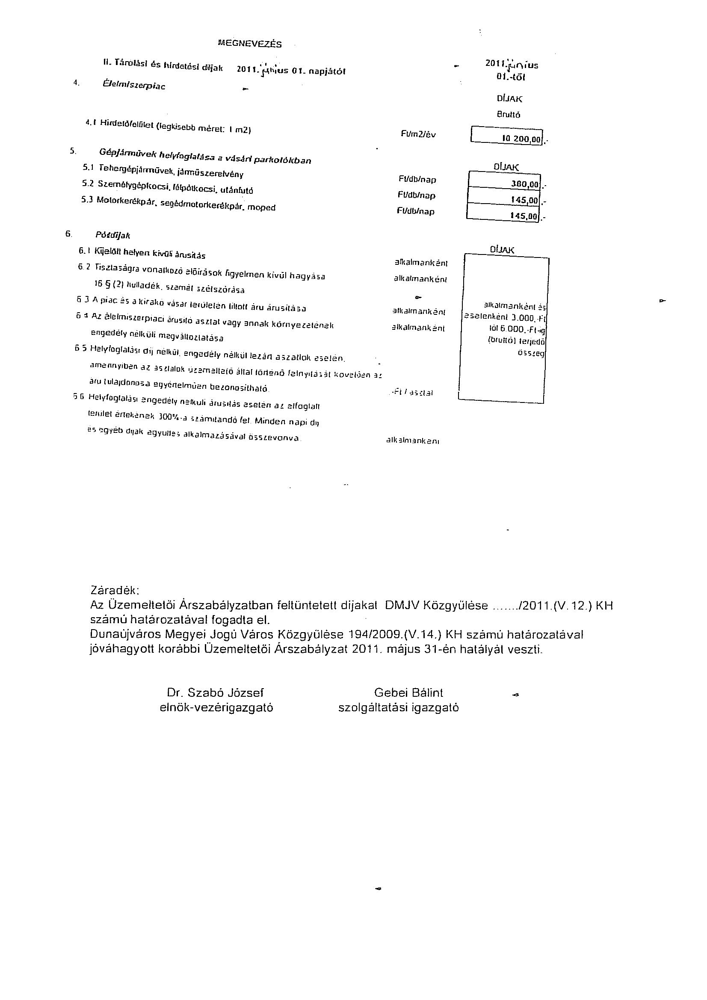 MEGNEVEZÉS
II. Tárolási és hirdetési díjak 2011. június 01. napjától
2011. június
01.-től
4. Élelmiszerpiac
DÍJAK
Bruttó
4.1 Hirdetőfelület (legkisebb méret: 1 m2) Ft/m2/év 10 200,00 .-
5. Gépjárművek helyfoglalása a vásári parkolókban
DÍJAK
5.1 Tehergépjárművek, járműszerelvény Ft/db/nap 380,00 .-
5.2 Személygépkocsi, félpótkocsi, utánfutó Ft/db/nap 145,00 .-
5.3 Motorkerékpár, segédmotorkerékpár, moped Ft/db/nap 145,00 .-
6. Pótdíjak
DÍJAK
6.1 Kijelölt helyen kívüli árusítás alkalmanként
6.2 Tisztaságra vonatkozó előírások figyelmen kívül hagyása alkalmanként
16 § (2) hulladék, szemét szétszórása
6.3 A piac és a kirakó vásár területén tiltott áru árusítása alkalmanként
6.4 Az élelmiszerpiaci árusító asztal vagy annak környezetének alkalmanként
engedély nélküli megváltoztatása
6.5 Helyfoglalási díj nélkül, engedély nélkül lezárt aszatlok esetén,
amennyiben az asztalok üzemeltető által történő felnyitását követően az
áru tulajdonosa egyértelműen bezonosítható. .-Ft / asztal
6.6 Helyfoglalási engedély nélküli árusítás esetén az elfoglalt
terület értékének 300%-a számítandó fel. Minden napi díj
és egyéb díjak együttes alkalmazásával összevonva. alkalmanként
alkalmanként és
esetenként 3.000.-Ft
tól 6.000.-Ft-ig
(bruttó) terjedő
összeg
Záradék:
Az Üzemeltetői Árszabályzatban feltüntetett díjakat DMJV Közgyűlése ......./2011.(V.12.) KH
számú határozatával fogadta el.
Dunaújváros Megyei Jogú Város Közgyűlése 194/2009.(V.14.) KH számú határozatával
jóváhagyott korábbi Üzemeltetői Árszabályzat 2011. május 31-én hatályát veszti.
Dr. Szabó József Gebei Bálint
elnök-vezérigazgató szolgáltatási igazgató